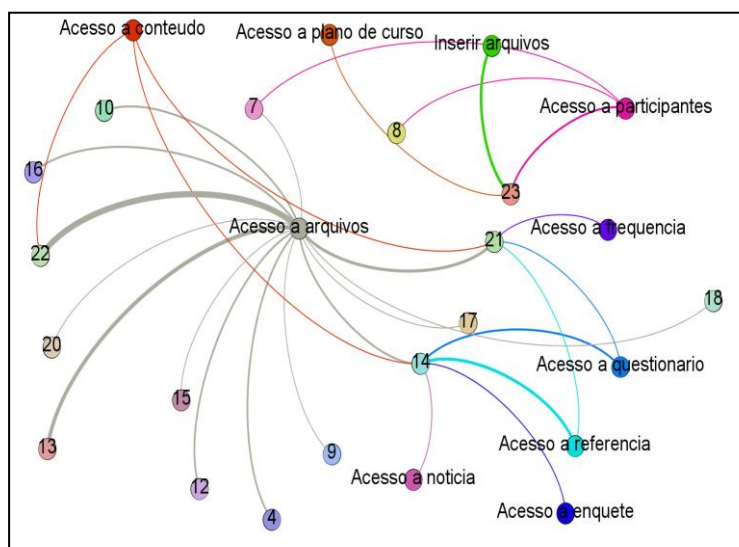 Acesso a conteudo
Acesso a plano de curso
Inserir arquivos
10
7
Acesso a participantes
8
16
23
Acesso a arquivos
Acesso a frequencia
21
22
18
17
20
14
Acesso a questionario
15
13
9
Acesso a referencia
Acesso a noticia
12
4
Acesso a enquete